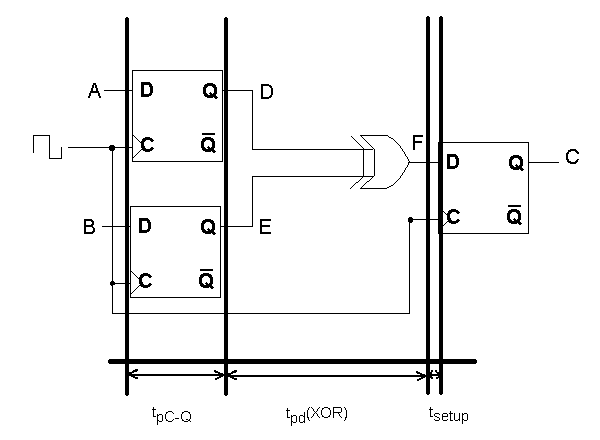 A D Q D
C Q̅
F
D Q C
B D Q E
C Q̅
C Q̅
tpC-Q tpd(XOR) tsetup